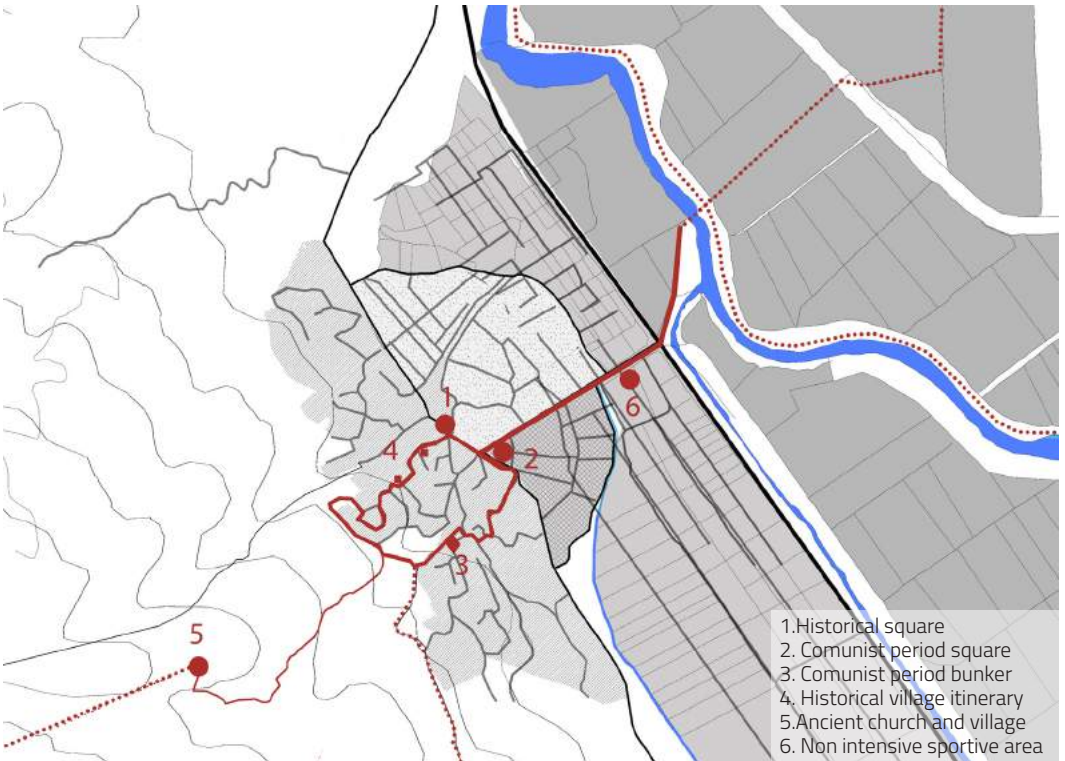 1
4
2
6
3
5
1.Historical square
2. Comunist period square
3. Comunist period bunker
4. Historical village itinerary
5.Ancient church and village
6. Non intensive sportive area